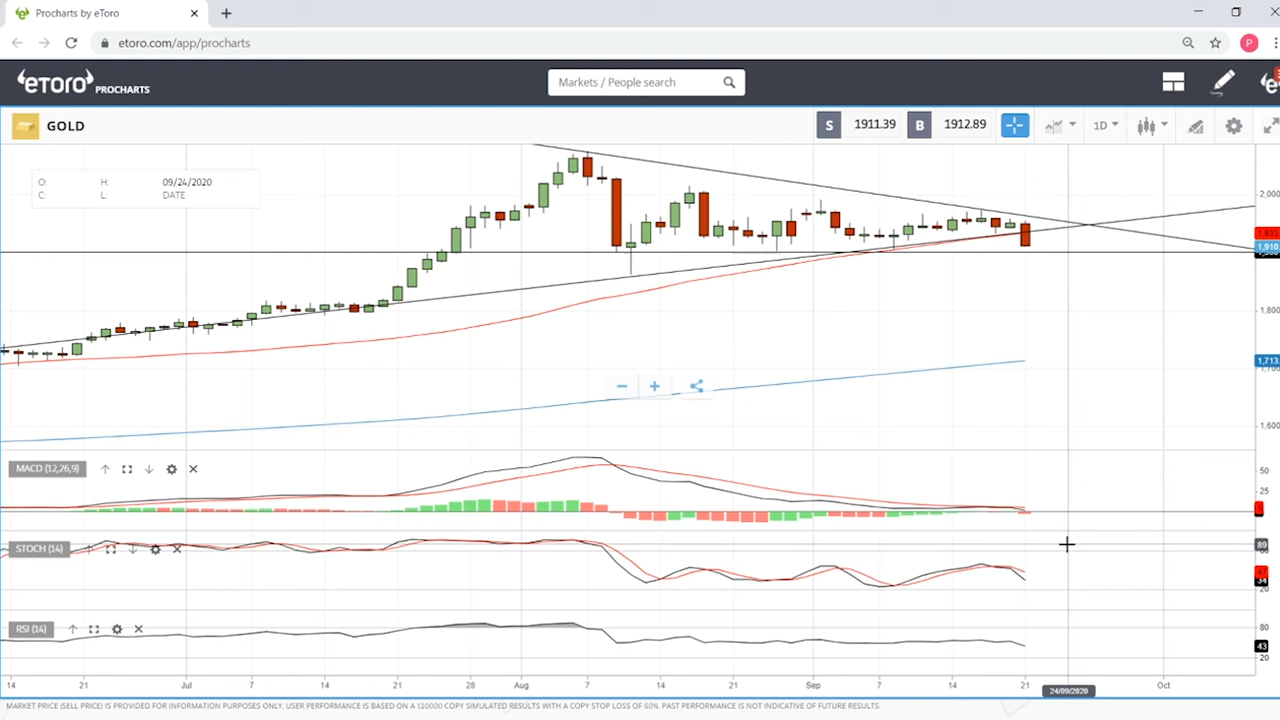 Procharts by eToro
etoro.com/app/procharts
P
eTORO PROCHARTS
Markets / People search
GOLD
S 1911.39 B 1912.89
1D
O: H: 09/24/2020
C: L: DATE
2,000
1,932
1,910
1,800
1,713
1,600
MACD (12,26,9)
50
25
STOCH (14)
89
34
20
RSI (14)
80
43
20
14 21 Jul 7 14 21 Aug 7 14 21 Sep 7 14 21 Oct
24/09/2020
MARKET PRICE (SELL PRICE) IS PROVIDED FOR INFORMATION PURPOSES ONLY. USER PERFORMANCE IS BASED ON A $10000 COPY SIMULATED RESULTS WITH A COPY STOP LOSS OF 60%. PAST PERFORMANCE IS NOT INDICATIVE OF FUTURE RESULTS.